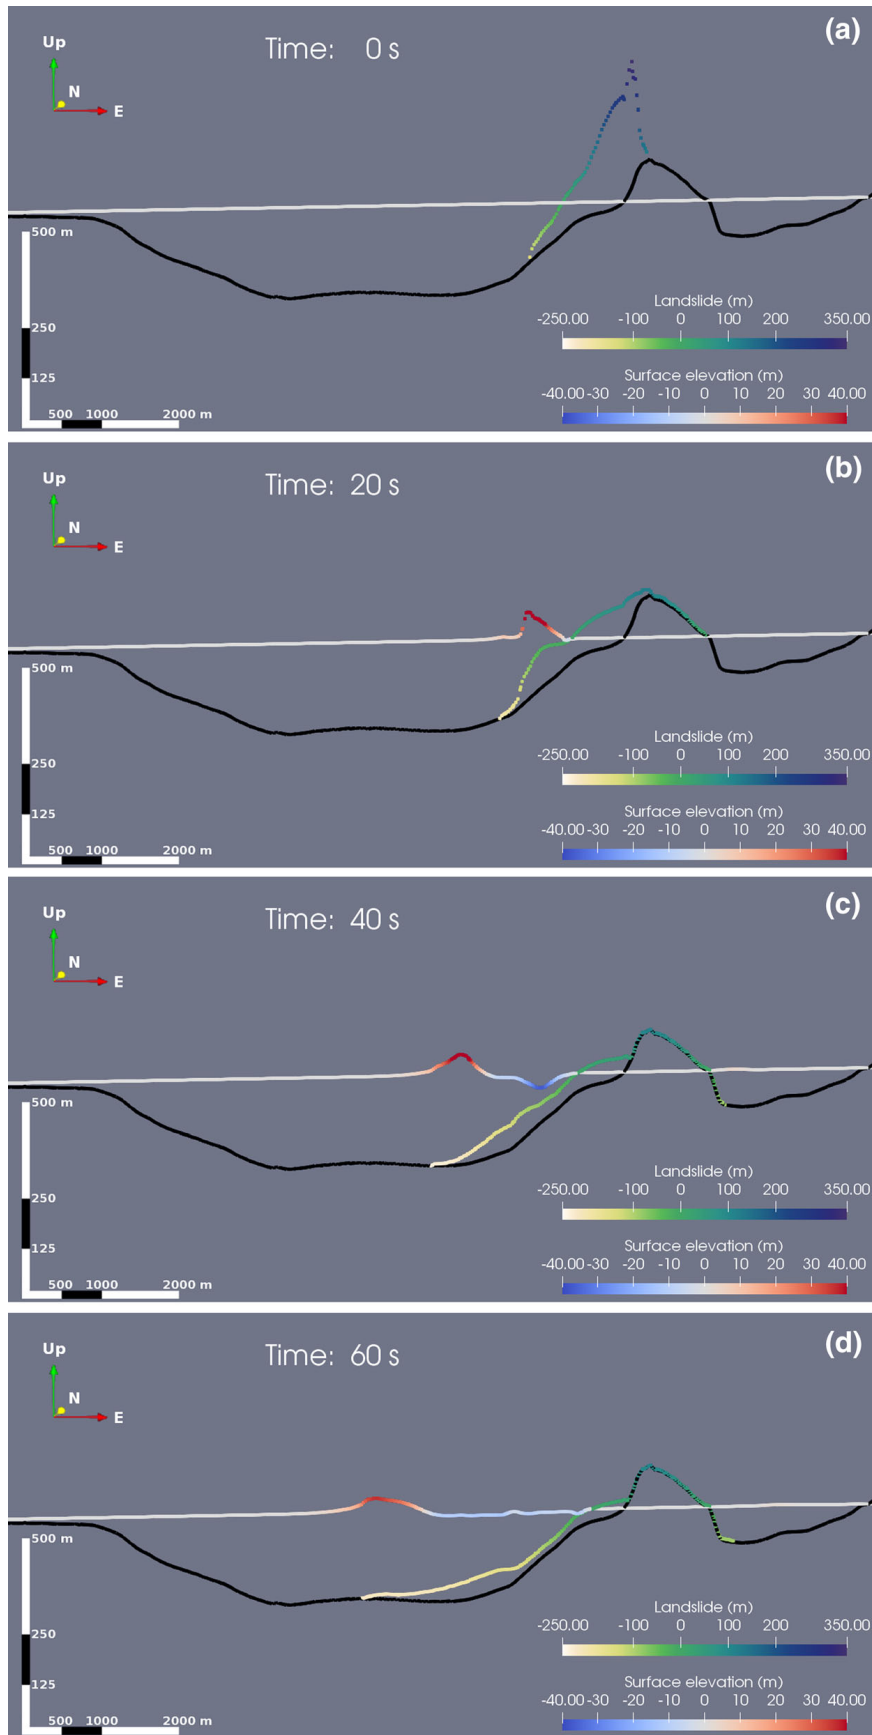 (a)
Time: 0 s
Up
N
E
500 m
250
125
500 1000 2000 m
Landslide (m)
-250.00 -100 0 100 200 350.00
Surface elevation (m)
-40.00 -30 -20 -10 0 10 20 30 40.00
(b)
Time: 20 s
Up
N
E
500 m
250
125
500 1000 2000 m
Landslide (m)
-250.00 -100 0 100 200 350.00
Surface elevation (m)
-40.00 -30 -20 -10 0 10 20 30 40.00
(c)
Time: 40 s
Up
N
E
500 m
250
125
500 1000 2000 m
Landslide (m)
-250.00 -100 0 100 200 350.00
Surface elevation (m)
-40.00 -30 -20 -10 0 10 20 30 40.00
(d)
Time: 60 s
Up
N
E
500 m
250
125
500 1000 2000 m
Landslide (m)
-250.00 -100 0 100 200 350.00
Surface elevation (m)
-40.00 -30 -20 -10 0 10 20 30 40.00